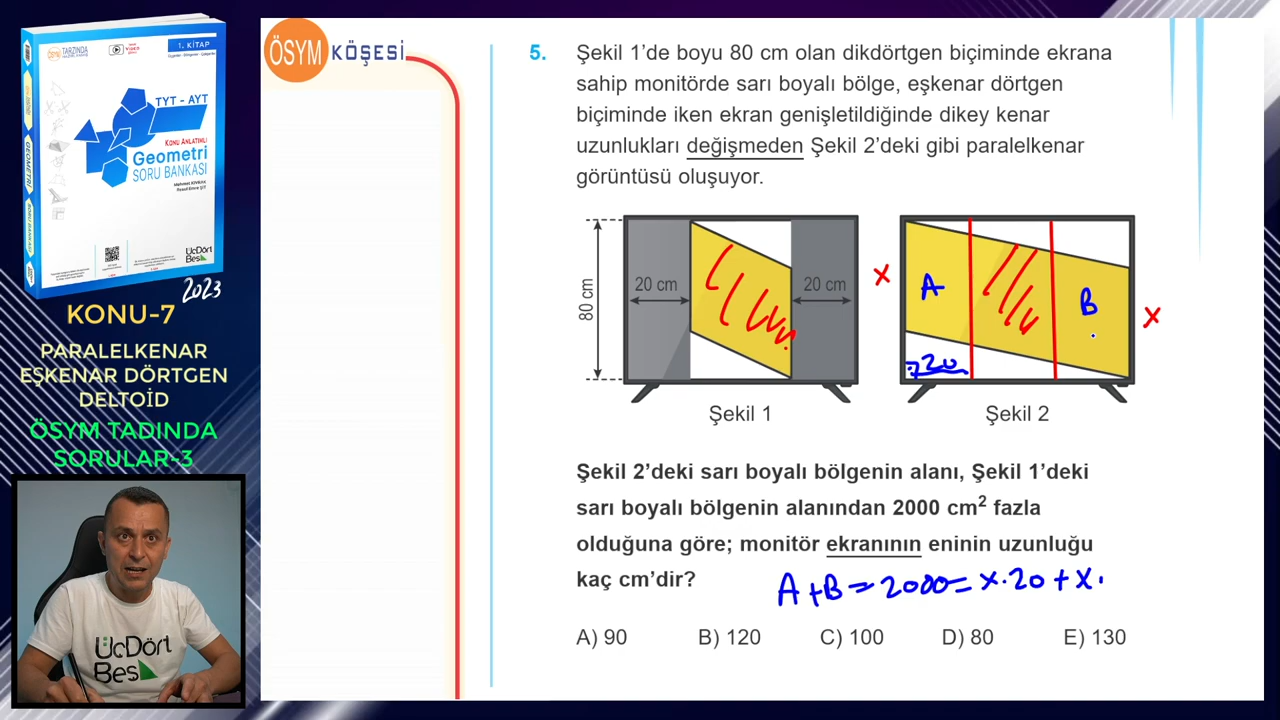 1. KİTAP
TYT - AYT
KONU ANLATIMLI
Geometri
SORU BANKASI
GEOMETRİ
SORU BANKASI
ÜçDört
Beş
2023
KONU-7
PARALELKENAR
EŞKENAR DÖRTGEN
DELTOİD
ÖSYM TADINDA
SORULAR-3
ÜçDört
Beş
ÖSYM KÖŞESİ
5. Şekil 1’de boyu 80 cm olan dikdörtgen biçiminde ekrana
sahip monitörde sarı boyalı bölge, eşkenar dörtgen
biçiminde iken ekran genişletildiğinde dikey kenar
uzunlukları değişmeden Şekil 2’deki gibi paralelkenar
görüntüsü oluşuyor.
80 cm
20 cm
20 cm
Şekil 1
x
A
B
x
20
Şekil 2
Şekil 2’deki sarı boyalı bölgenin alanı, Şekil 1’deki
sarı boyalı bölgenin alanından 2000 cm² fazla
olduğuna göre; monitör ekranının eninin uzunluğu
kaç cm’dir?
A+B=2000=x.20+x.
A) 90 B) 120 C) 100 D) 80 E) 130